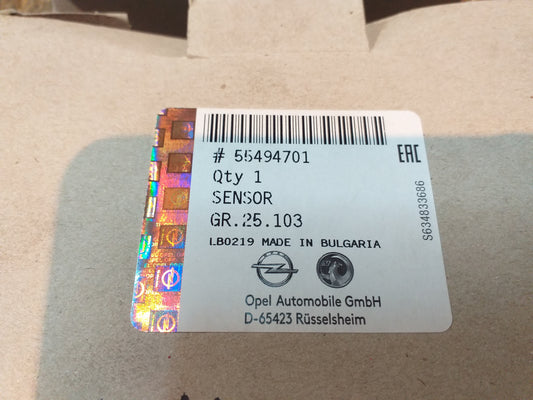 # 55494701
Qty 1
SENSOR
GR.25.103
LB0219 MADE IN BULGARIA
Opel Automobile GmbH
D-65423 Rüsselsheim
EAC
S634833686